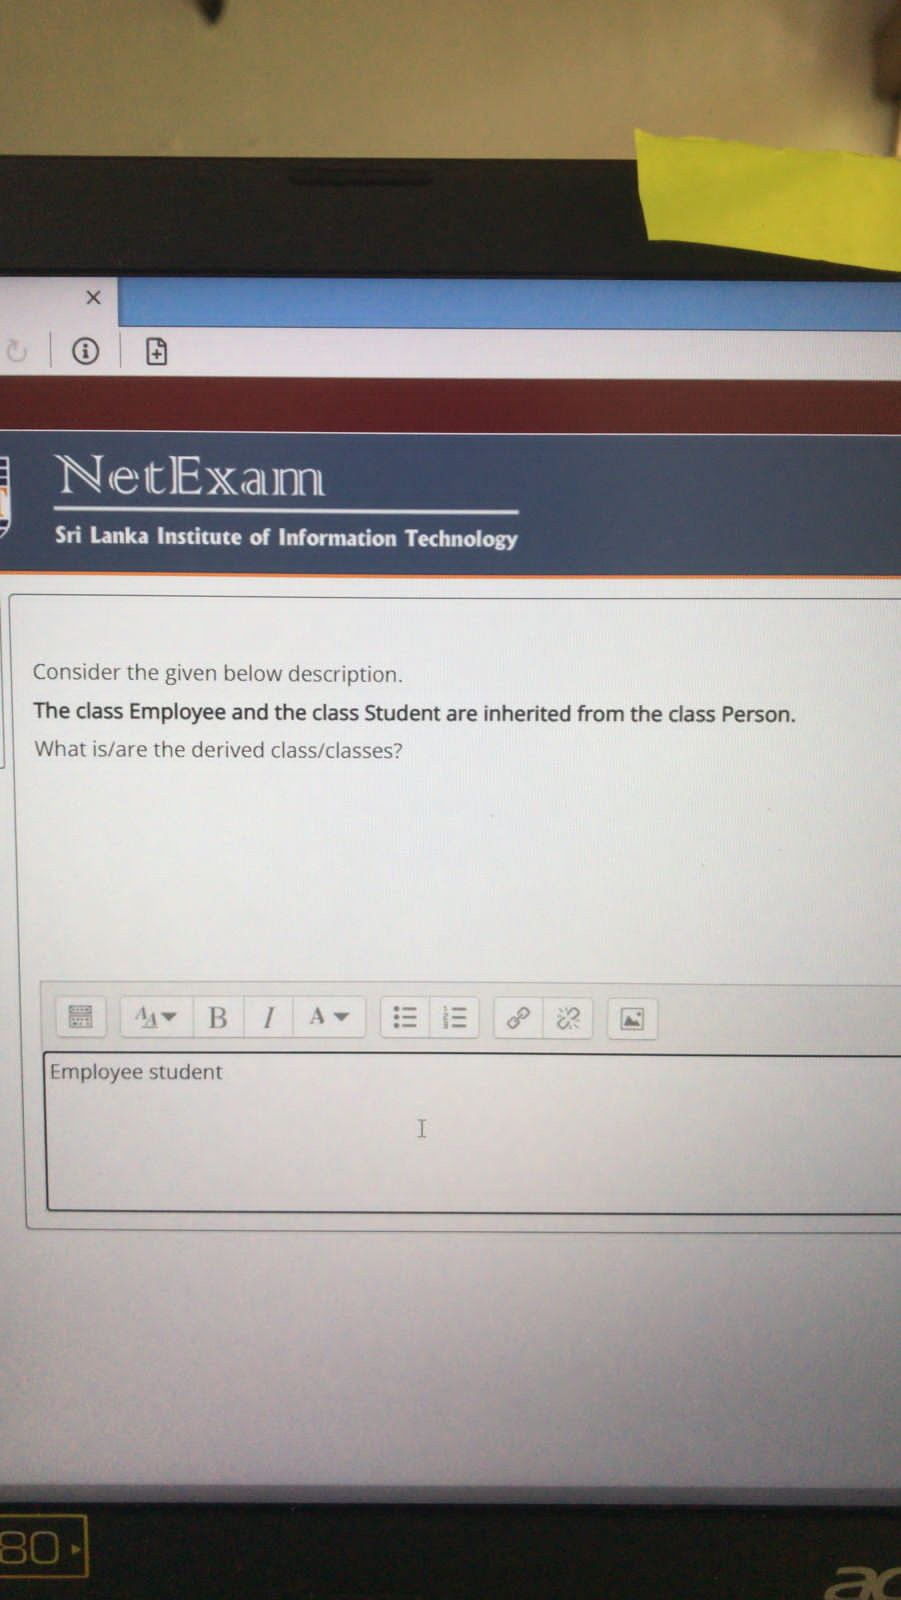 NetExam
Sri Lanka Institute of Information Technology
Consider the given below description.
The class Employee and the class Student are inherited from the class Person.
What is/are the derived class/classes?
B I A
Employee student
80
ac